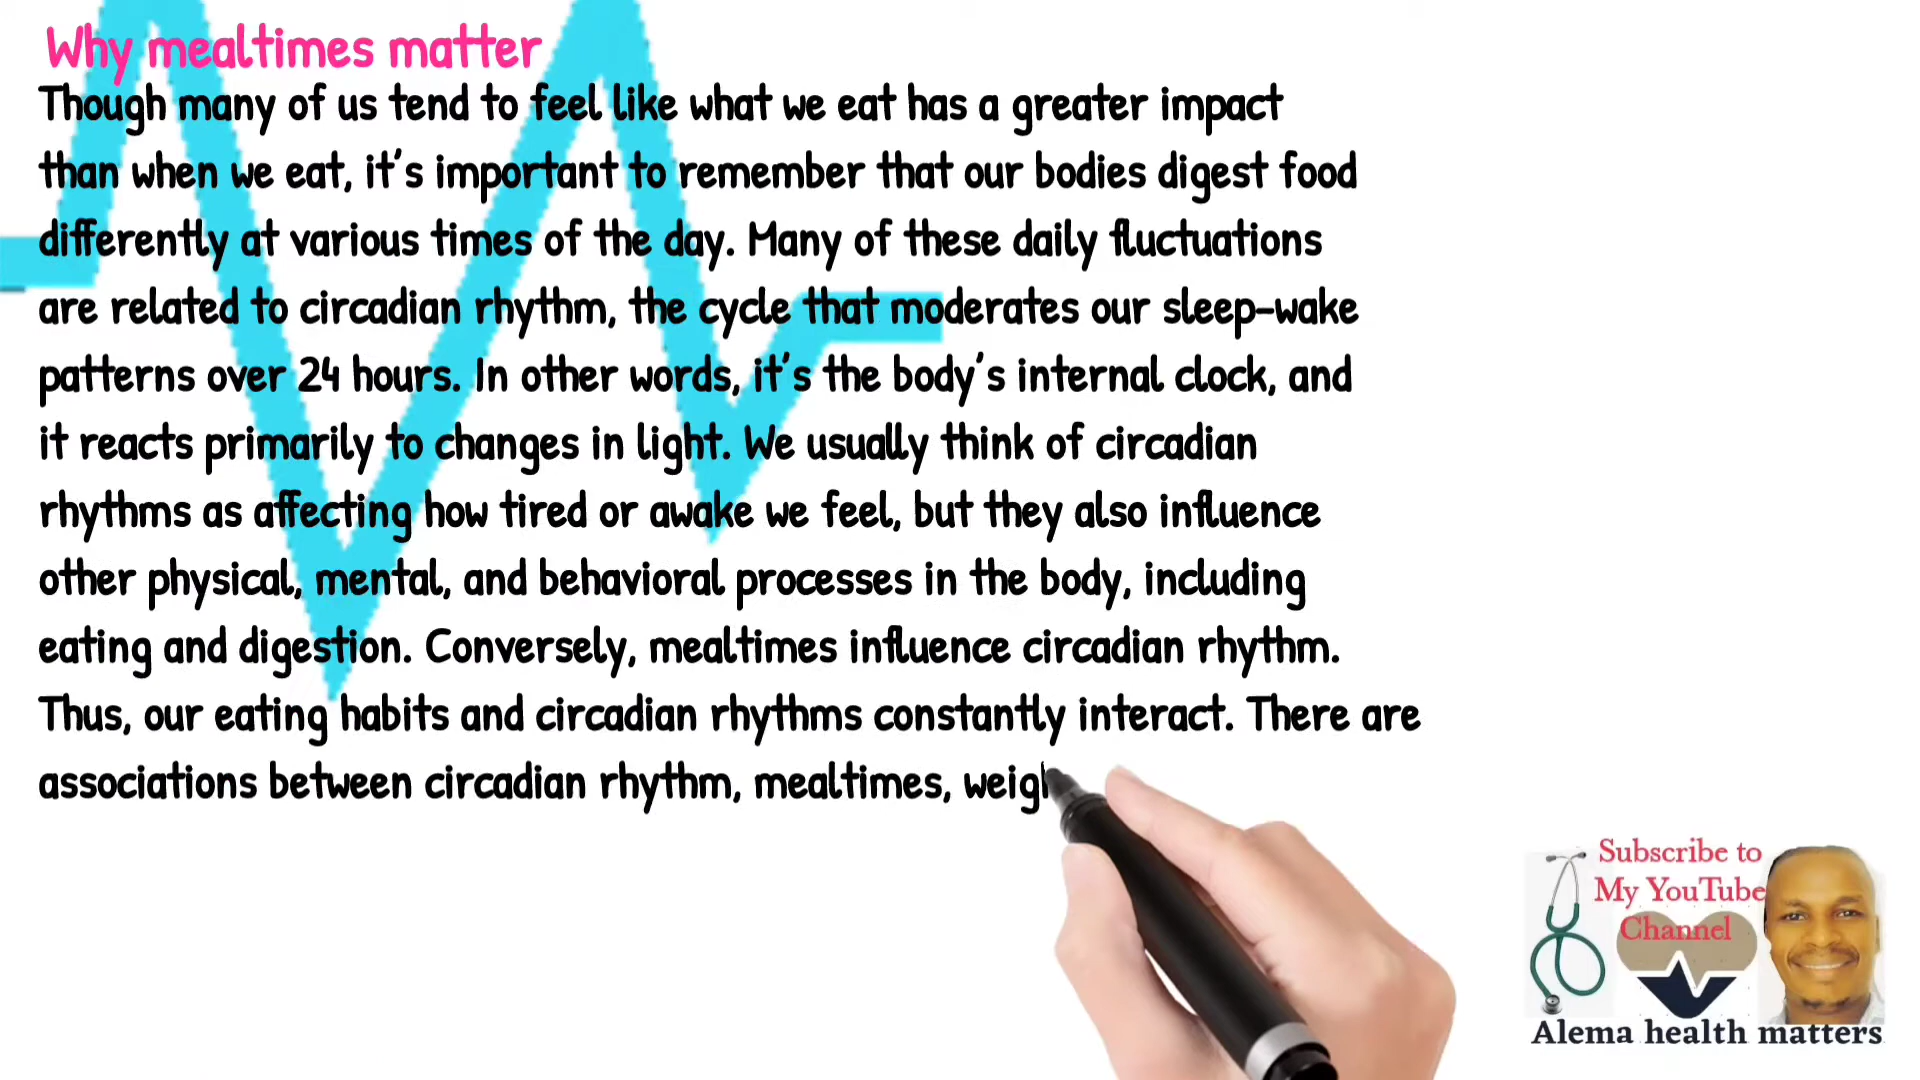 Why mealtimes matter
Though many of us tend to feel like what we eat has a greater impact
than when we eat, it's important to remember that our bodies digest food
differently at various times of the day. Many of these daily fluctuations
are related to circadian rhythm, the cycle that moderates our sleep-wake
patterns over 24 hours. In other words, it's the body's internal clock, and
it reacts primarily to changes in light. We usually think of circadian
rhythms as affecting how tired or awake we feel, but they also influence
other physical, mental, and behavioral processes in the body, including
eating and digestion. Conversely, mealtimes influence circadian rhythm.
Thus, our eating habits and circadian rhythms constantly interact. There are
associations between circadian rhythm, mealtimes,
Subscribe to
My YouTube
Channel
Alema health matters